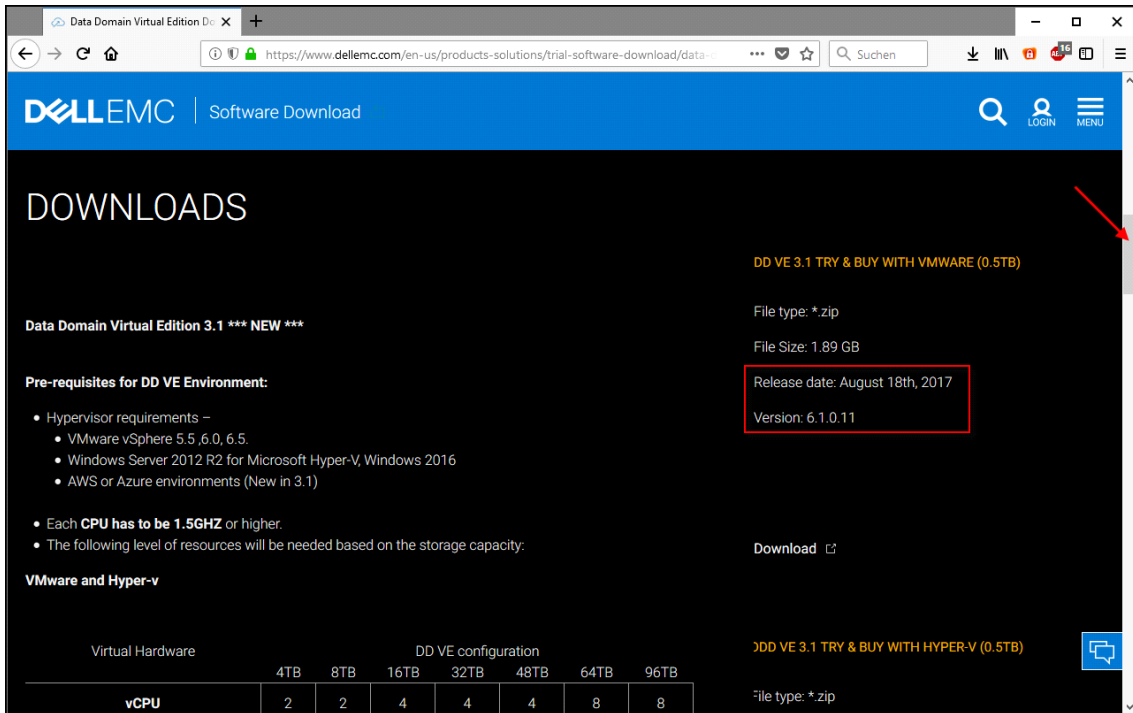 Data Domain Virtual Edition Do
https://www.dellemc.com/en-us/products-solutions/trial-software-download/data-d
Suchen
16
DELLEMC | Software Download
LOGIN
MENU
DOWNLOADS
Data Domain Virtual Edition 3.1 *** NEW ***
Pre-requisites for DD VE Environment:
• Hypervisor requirements –
• VMware vSphere 5.5 ,6.0, 6.5.
• Windows Server 2012 R2 for Microsoft Hyper-V, Windows 2016
• AWS or Azure environments (New in 3.1)
• Each CPU has to be 1.5GHZ or higher.
• The following level of resources will be needed based on the storage capacity:
VMware and Hyper-v
Virtual Hardware DD VE configuration
4TB 8TB 16TB 32TB 48TB 64TB 96TB
vCPU 2 2 4 4 4 8 8
DD VE 3.1 TRY & BUY WITH VMWARE (0.5TB)
File type: *.zip
File Size: 1.89 GB
Release date: August 18th, 2017
Version: 6.1.0.11
Download
DDD VE 3.1 TRY & BUY WITH HYPER-V (0.5TB)
File type: *.zip